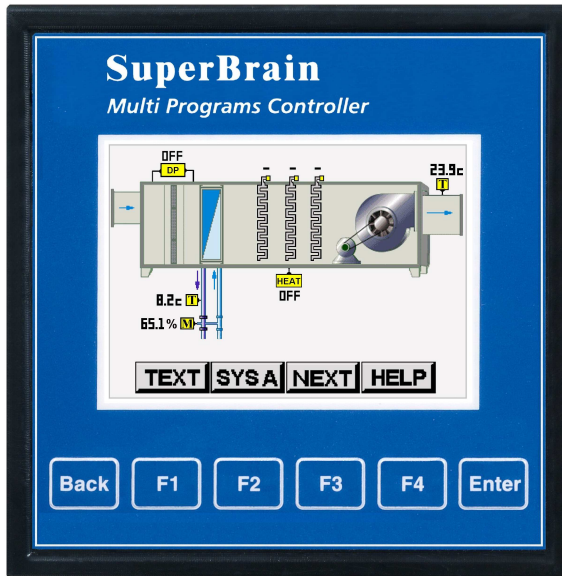 SuperBrain
Multi Programs Controller
OFF
DP
23.9c
T
HEAT
OFF
8.2c T
65.1% M
TEXT SYS A NEXT HELP
Back F1 F2 F3 F4 Enter